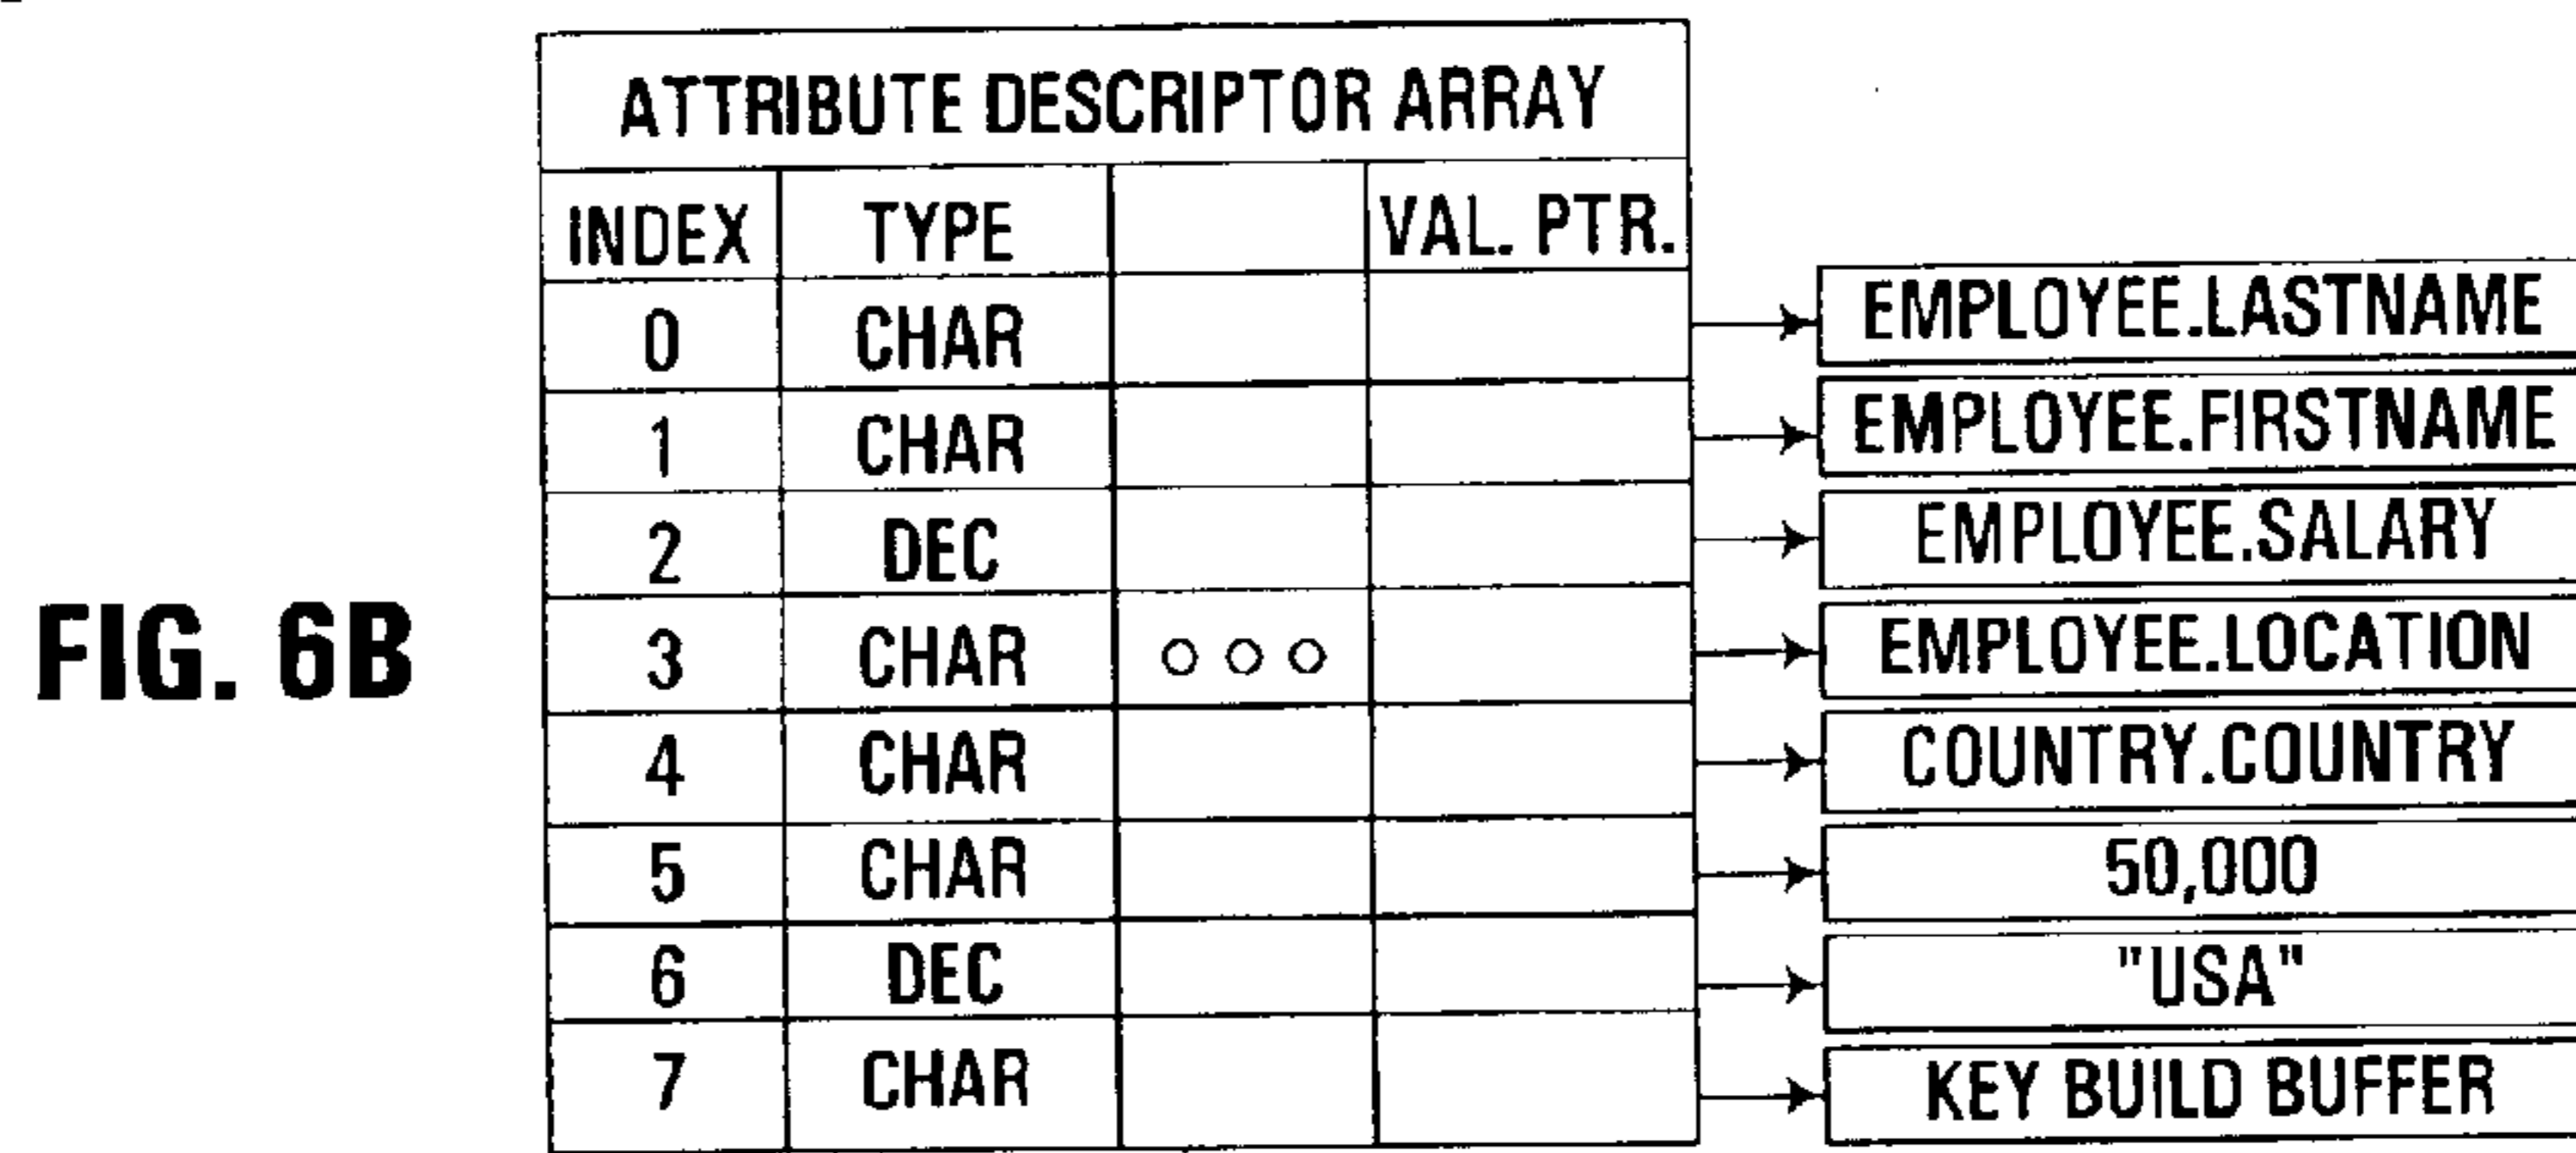 ATTRIBUTE DESCRIPTOR ARRAY
INDEX TYPE VAL. PTR.
0 CHAR EMPLOYEE.LASTNAME
1 CHAR EMPLOYEE.FIRSTNAME
2 DEC EMPLOYEE.SALARY
3 CHAR ○ ○ ○ EMPLOYEE.LOCATION
4 CHAR COUNTRY.COUNTRY
5 CHAR 50,000
6 DEC "USA"
7 CHAR KEY BUILD BUFFER
FIG. 6B